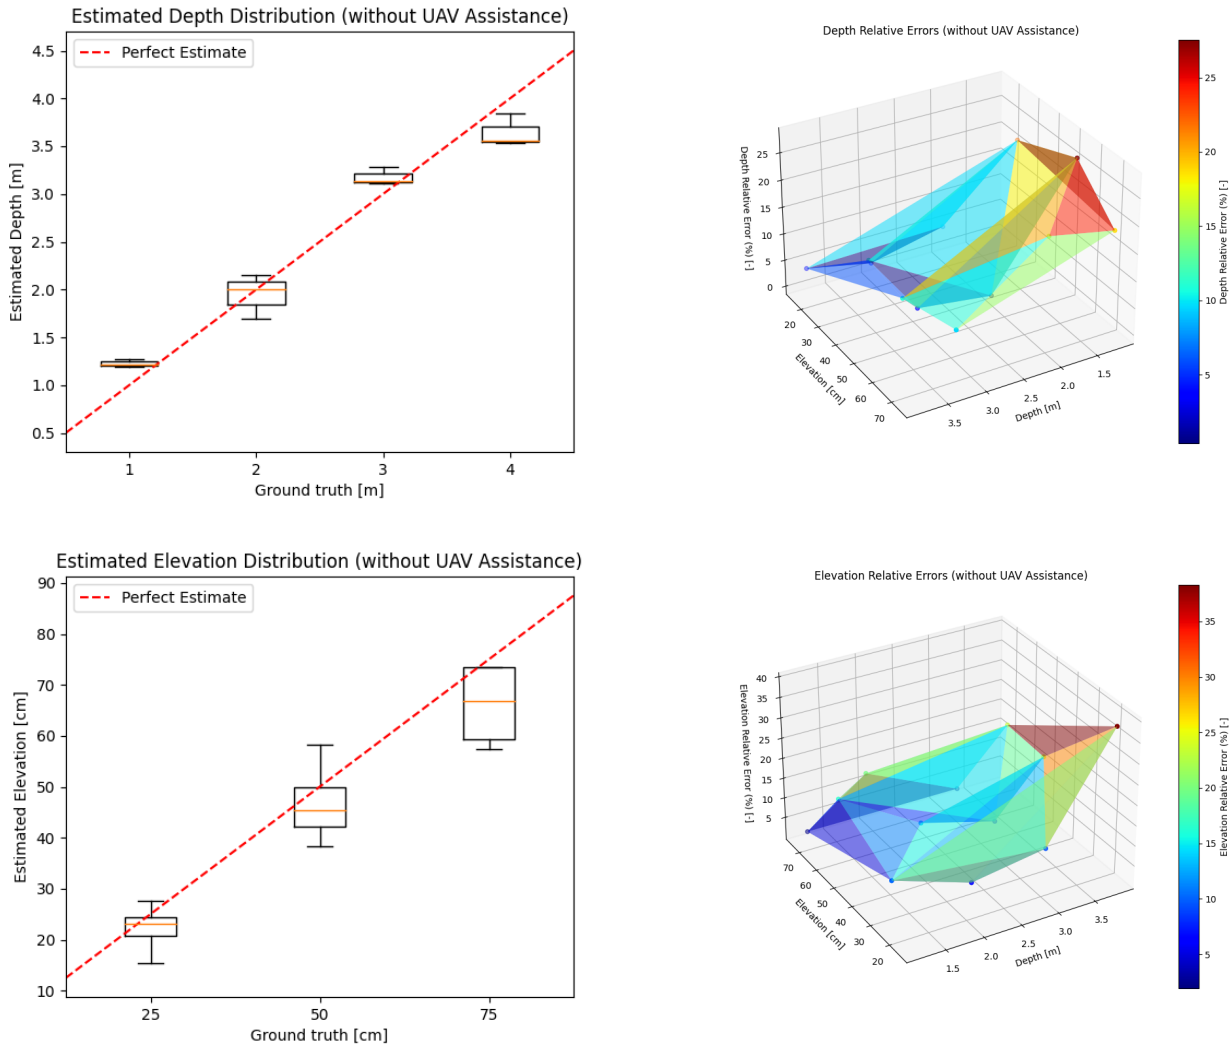 Estimated Depth Distribution (without UAV Assistance)
Perfect Estimate
Estimated Depth [m]
4.5
4.0
3.5
3.0
2.5
2.0
1.5
1.0
0.5
1 2 3 4
Ground truth [m]
Depth Relative Errors (without UAV Assistance)
Depth Relative Error (%) [-]
25
20
15
10
5
0
20
30
40
50
60
70
Elevation [cm]
3.5 3.0 2.5 2.0 1.5
Depth [m]
25
20
15
10
5
Depth Relative Error (%) [-]
Estimated Elevation Distribution (without UAV Assistance)
Perfect Estimate
Estimated Elevation [cm]
90
80
70
60
50
40
30
20
10
25 50 75
Ground truth [cm]
Elevation Relative Errors (without UAV Assistance)
Elevation Relative Error (%) [-]
40
35
30
25
20
15
10
5
70
60
50
40
30
20
Elevation [cm]
1.5 2.0 2.5 3.0 3.5
Depth [m]
35
30
25
20
15
10
5
Elevation Relative Error (%) [-]